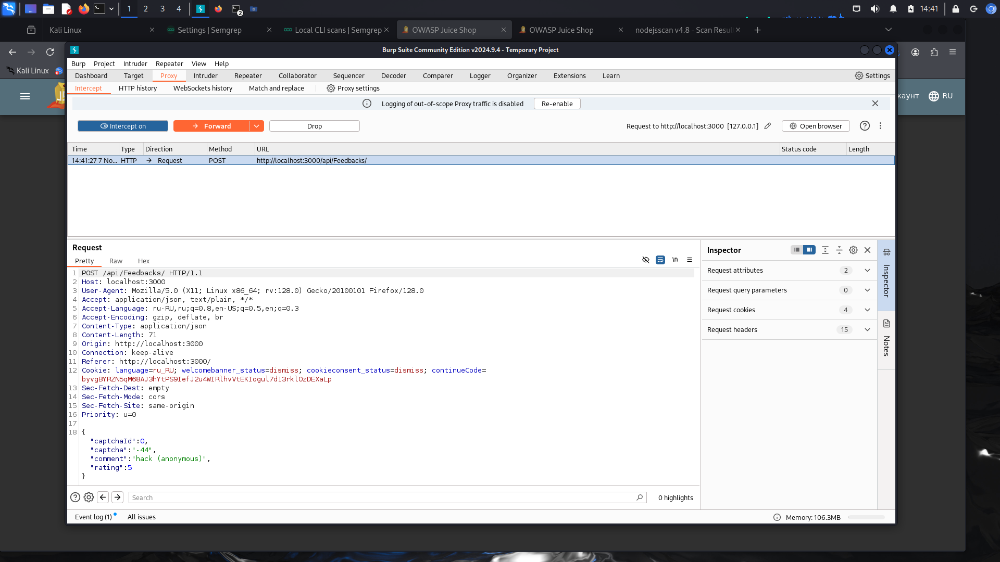 1 2 3 4 2 14:41
Kali Linux Settings | Semgrep Local CLI scans | Semgrep OWASP Juice Shop OWASP Juice Shop nodejsscan v4.8 - Scan Resul
Burp Suite Community Edition v2024.9.4 - Temporary Project
Burp Project Intruder Repeater View Help
Kali Linux
Dashboard Target Proxy Intruder Repeater Collaborator Sequencer Decoder Comparer Logger Organizer Extensions Learn Settings
Intercept HTTP history WebSockets history Match and replace Proxy settings
каунт RU
Logging of out-of-scope Proxy traffic is disabled Re-enable
Intercept on Forward Drop Request to http://localhost:3000 [127.0.0.1] Open browser
Time Type Direction Method URL Status code Length
14:41:27 7 No... HTTP → Request POST http://localhost:3000/api/Feedbacks/
Request
Pretty Raw Hex \n
1 POST /api/Feedbacks/ HTTP/1.1
2 Host: localhost:3000
3 User-Agent: Mozilla/5.0 (X11; Linux x86_64; rv:128.0) Gecko/20100101 Firefox/128.0
4 Accept: application/json, text/plain, */*
5 Accept-Language: ru-RU,ru;q=0.8,en-US;q=0.5,en;q=0.3
6 Accept-Encoding: gzip, deflate, br
7 Content-Type: application/json
8 Content-Length: 71
9 Origin: http://localhost:3000
10 Connection: keep-alive
11 Referer: http://localhost:3000/
12 Cookie: language=ru_RU; welcomebanner_status=dismiss; cookieconsent_status=dismiss; continueCode=
byvgBYRZN5qM68AJ3hYtPS9IefJ2u4WIRlhvVtEKIogul7d13rklOzDEXaLp
13 Sec-Fetch-Dest: empty
14 Sec-Fetch-Mode: cors
15 Sec-Fetch-Site: same-origin
16 Priority: u=0
17
18 {
"captchaId":0,
"captcha":"-44",
"comment":"hack (anonymous)",
"rating":5
}
Inspector
Request attributes 2
Request query parameters 0
Request cookies 4
Request headers 15
Inspector
Notes
Search 0 highlights
Event log (1) All issues Memory: 106.3MB